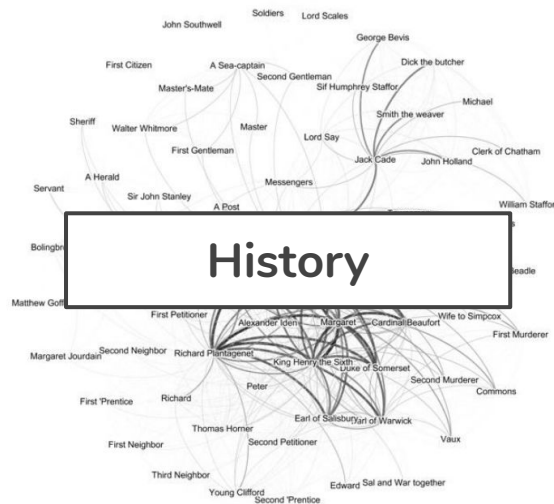 Soldiers
Lord Scales
John Southwell
George Bevis
First Citizen
A Sea-captain
Dick the butcher
Second Gentleman
Master's-Mate
Sif Humphrey Staffor
Michael
Smith the weaver
Sheriff
Walter Whitmore
Master
Lord Say
First Gentleman
Clerk of Chatham
Jack Cade
John Holland
A Herald
Messengers
Servant
Sir John Stanley
A Post
William Staffor
Bolingbr
History
Beadle
Matthew Goff
First Petitioner
Alexander Iden
Margaret
Cardinal Beaufort
Wife to Simpcox
First Murderer
Margaret Jourdain
Second Neighbor
Richard Plantagenet
King Henry the Sixth
Duke of Somerset
Second Murderer
Commons
Peter
First 'Prentice
Richard
Earl of Salisbury
Earl of Warwick
Thomas Horner
Vaux
First Neighbor
Second Petitioner
Third Neighbor
Edward
Sal and War together
Young Clifford
Second 'Prentice